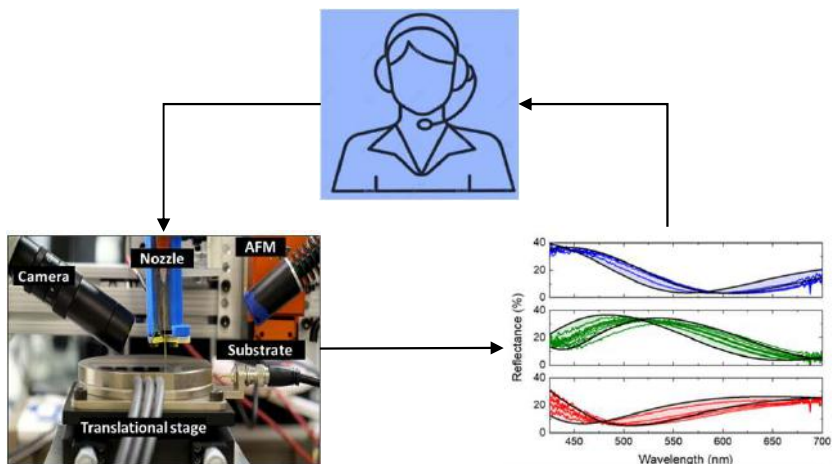 Nozzle
AFM
Camera
Substrate
Translational stage
Reflectance (%)
40
20
0
40
20
0
40
20
0
450
500
550
600
650
700
Wavelength (nm)